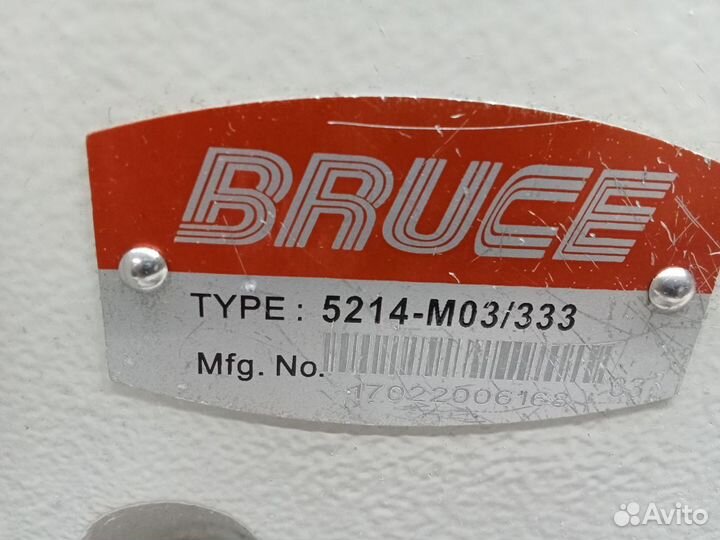 BRUCE
TYPE: 5214-M03/333
Mfg. No.
17022006168
Avito